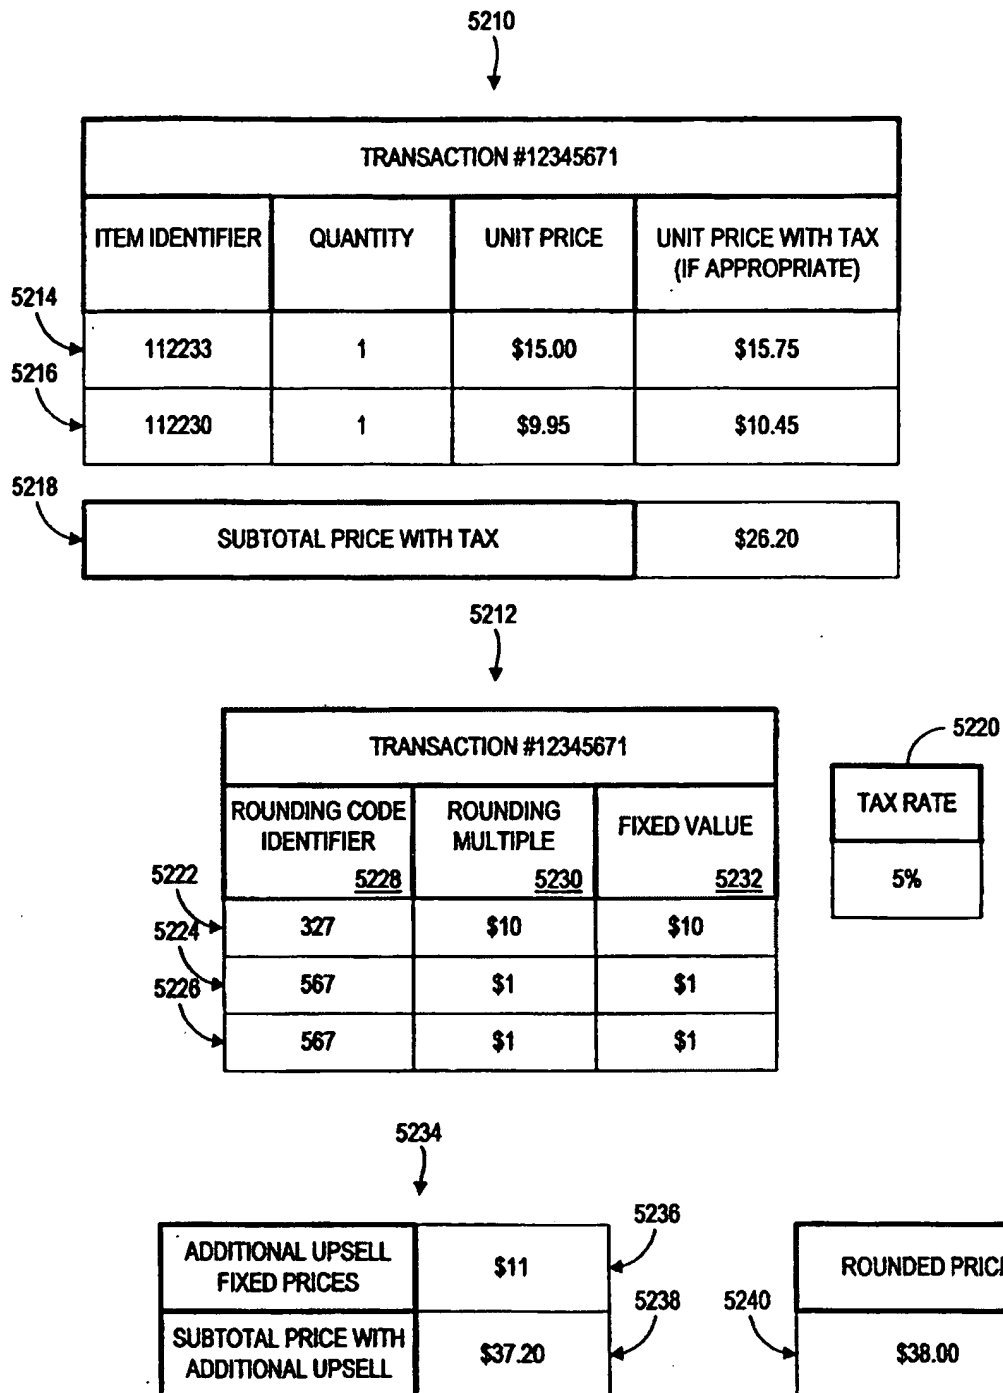 5210
TRANSACTION #12345671
ITEM IDENTIFIER QUANTITY UNIT PRICE UNIT PRICE WITH TAX
(IF APPROPRIATE)
5214
112233 1 $15.00 $15.75
5216
112230 1 $9.95 $10.45
5218
SUBTOTAL PRICE WITH TAX $26.20
5212
TRANSACTION #12345671
5220
TAX RATE
5%
ROUNDING CODE IDENTIFIER 5228
ROUNDING MULTIPLE 5230
FIXED VALUE 5232
5222
327 $10 $10
5224
567 $1 $1
5226
567 $1 $1
5234
ADDITIONAL UPSELL
FIXED PRICES
$11
5236
ROUNDED PRIC
SUBTOTAL PRICE WITH
ADDITIONAL UPSELL
$37.20
5238
5240
$38.00